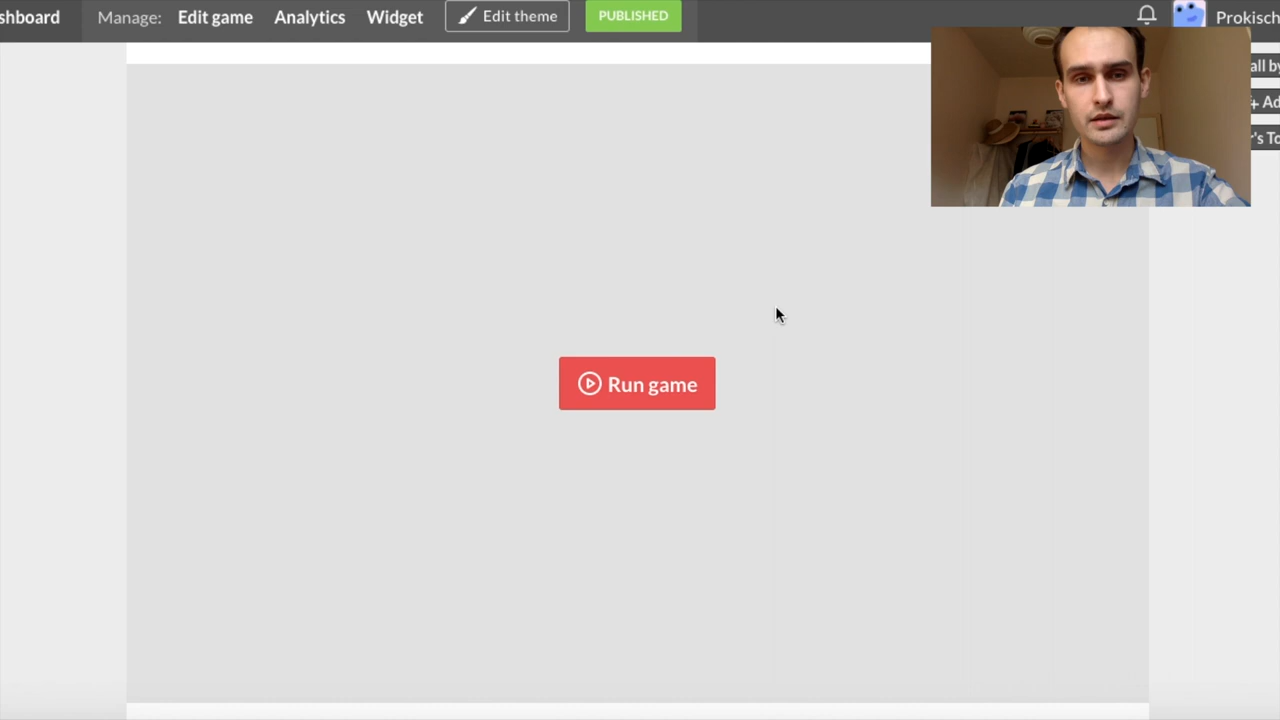 shboard Manage: Edit game Analytics Widget Edit theme PUBLISHED Prokisch
all by
+ Ad
r's To
Run game